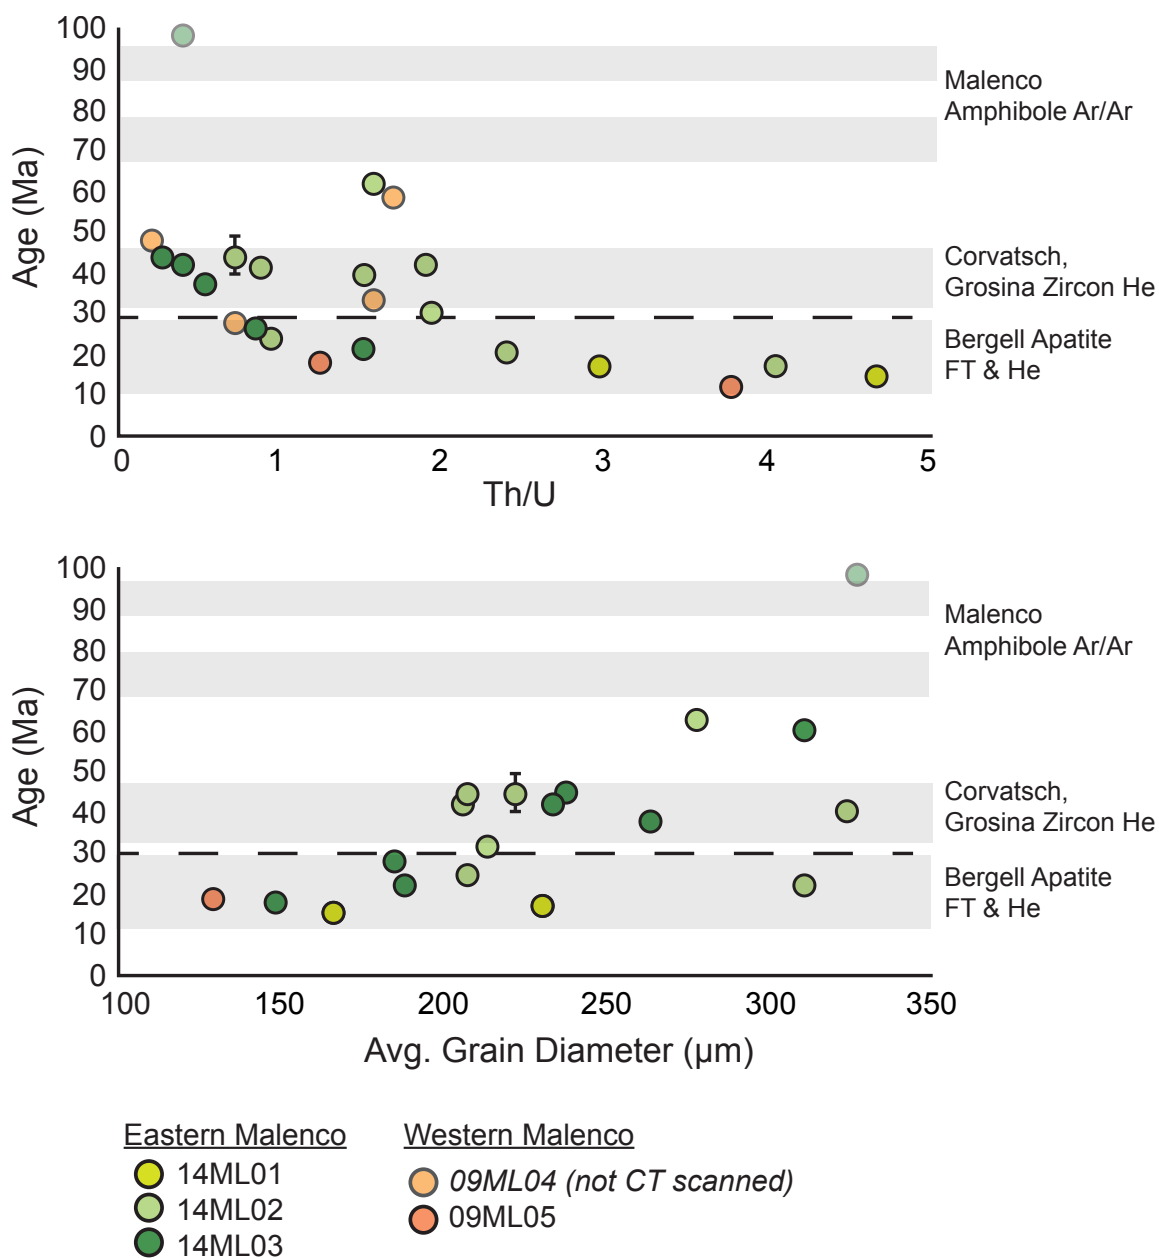 100
90
80
70
60
50
40
30
20
10
0
Age (Ma)
Malenco
Amphibole Ar/Ar
Corvatsch,
Grosina Zircon He
Bergell Apatite
FT & He
0 1 2 3 4 5
Th/U
100
90
80
70
60
50
40
30
20
10
0
Age (Ma)
Malenco
Amphibole Ar/Ar
Corvatsch,
Grosina Zircon He
Bergell Apatite
FT & He
100 150 200 250 300 350
Avg. Grain Diameter (µm)
Eastern Malenco
14ML01
14ML02
14ML03
Western Malenco
09ML04 (not CT scanned)
09ML05